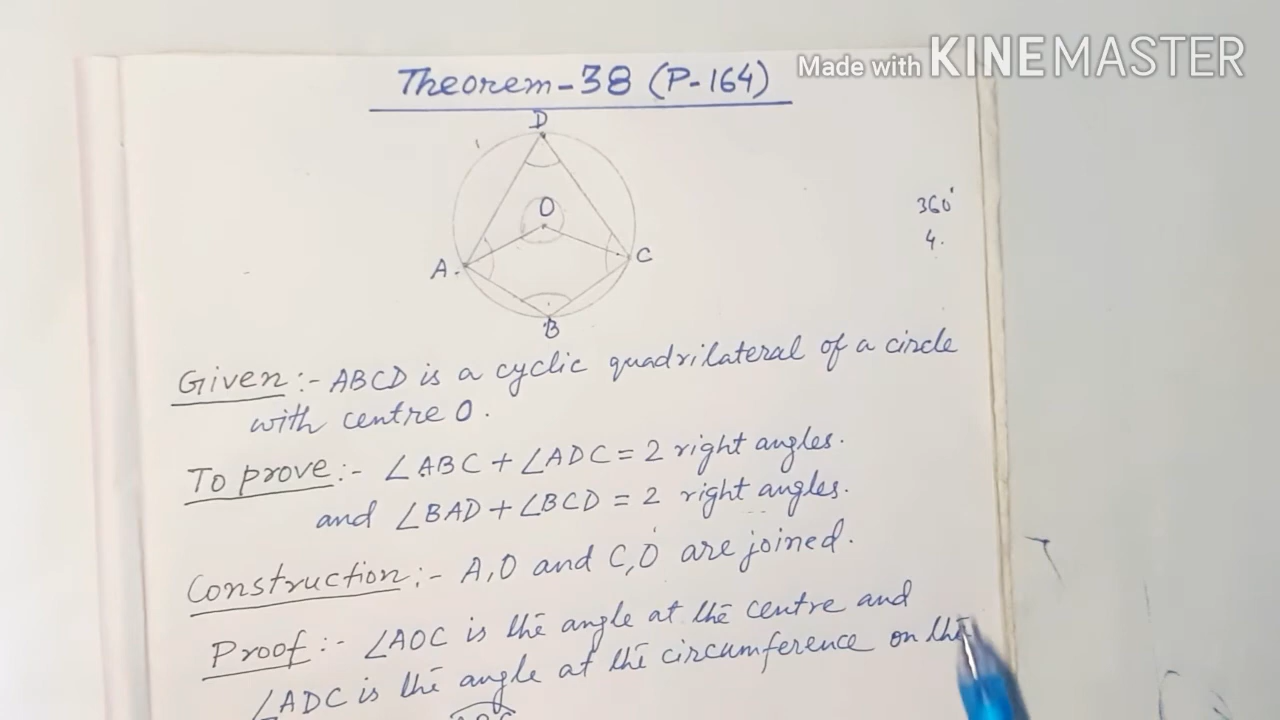 Made with KINEMASTER
Theorem-38 (P-164)
D
O
A
C
B
360°
4.
Given:- ABCD is a cyclic quadrilateral of a circle
with centre O.
To prove:- ∠ABC + ∠ADC = 2 right angles.
and ∠BAD + ∠BCD = 2 right angles.
Construction:- A,O and C,O are joined.
Proof:- ∠AOC is the angle at the centre and
∠ADC is the angle at the circumference on the